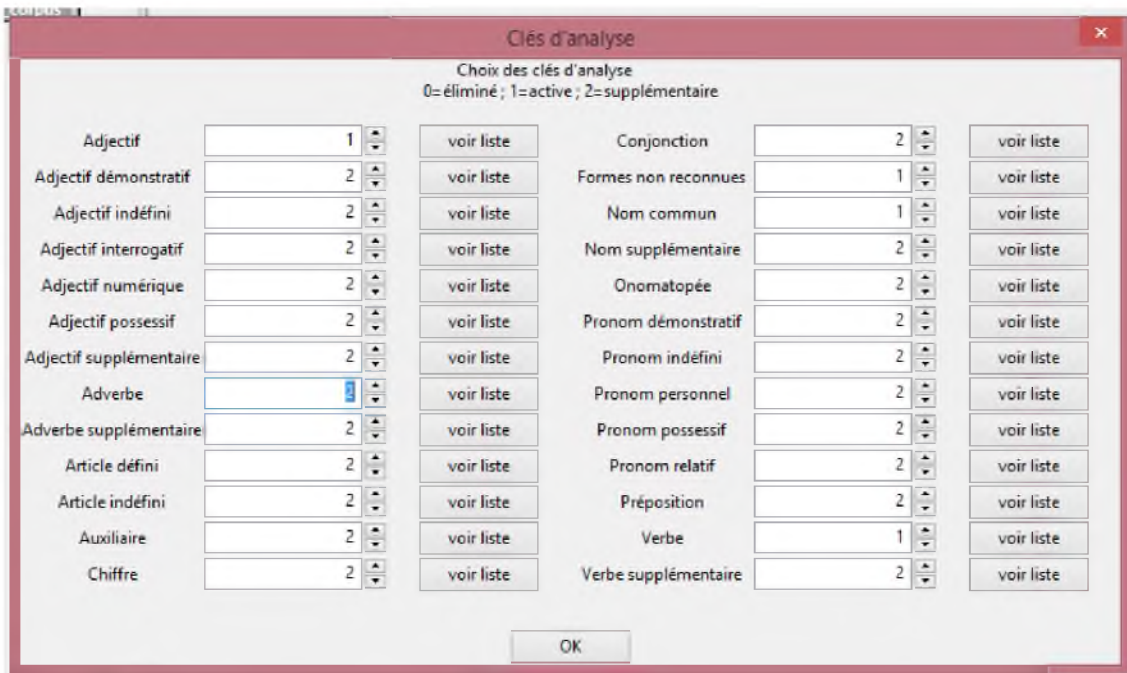 corpus
Clés d'analyse
Choix des clés d'analyse
0=éliminé ; 1=active ; 2=supplémentaire
Adjectif 1 voir liste Conjonction 2 voir liste
Adjectif démonstratif 2 voir liste Formes non reconnues 1 voir liste
Adjectif indéfini 2 voir liste Nom commun 1 voir liste
Adjectif interrogatif 2 voir liste Nom supplémentaire 2 voir liste
Adjectif numérique 2 voir liste Onomatopée 2 voir liste
Adjectif possessif 2 voir liste Pronom démonstratif 2 voir liste
Adjectif supplémentaire 2 voir liste Pronom indéfini 2 voir liste
Adverbe 2 voir liste Pronom personnel 2 voir liste
Adverbe supplémentaire 2 voir liste Pronom possessif 2 voir liste
Article défini 2 voir liste Pronom relatif 2 voir liste
Article indéfini 2 voir liste Préposition 2 voir liste
Auxiliaire 2 voir liste Verbe 1 voir liste
Chiffre 2 voir liste Verbe supplémentaire 2 voir liste
OK